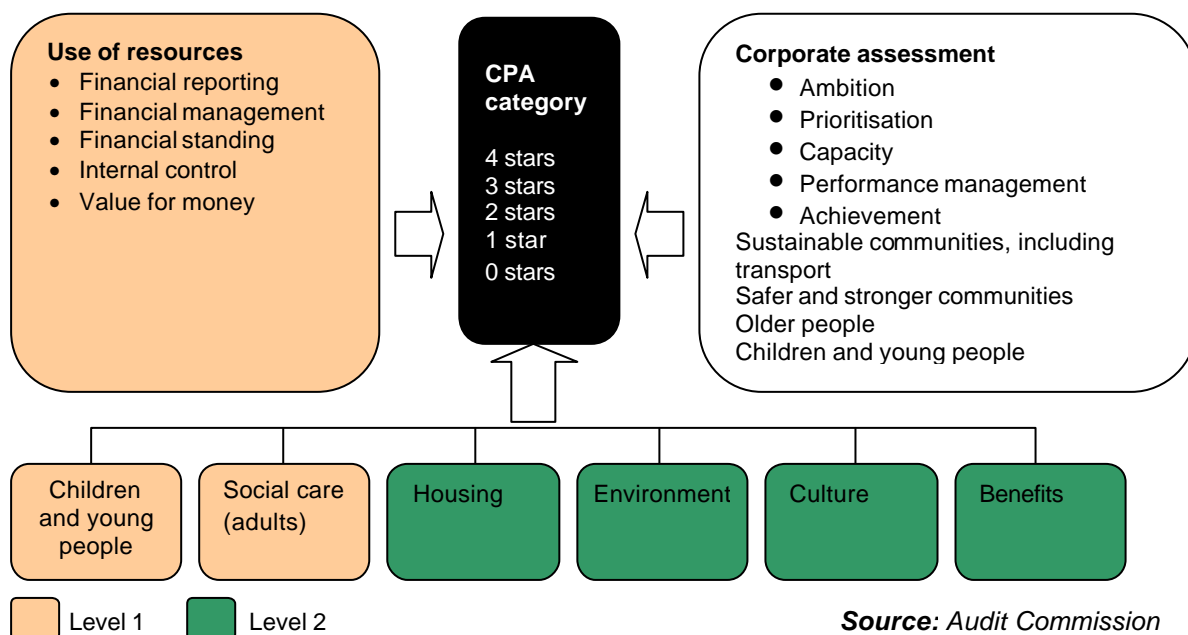 Use of resources
• Financial reporting
• Financial management
• Financial standing
• Internal control
• Value for money
CPA
category
4 stars
3 stars
2 stars
1 star
0 stars
Corporate assessment
• Ambition
• Prioritisation
• Capacity
• Performance management
• Achievement
Sustainable communities, including
transport
Safer and stronger communities
Older people
Children and young people
Children
and young
people
Social care
(adults)
Housing
Environment
Culture
Benefits
Level 1
Level 2
Source: Audit Commission